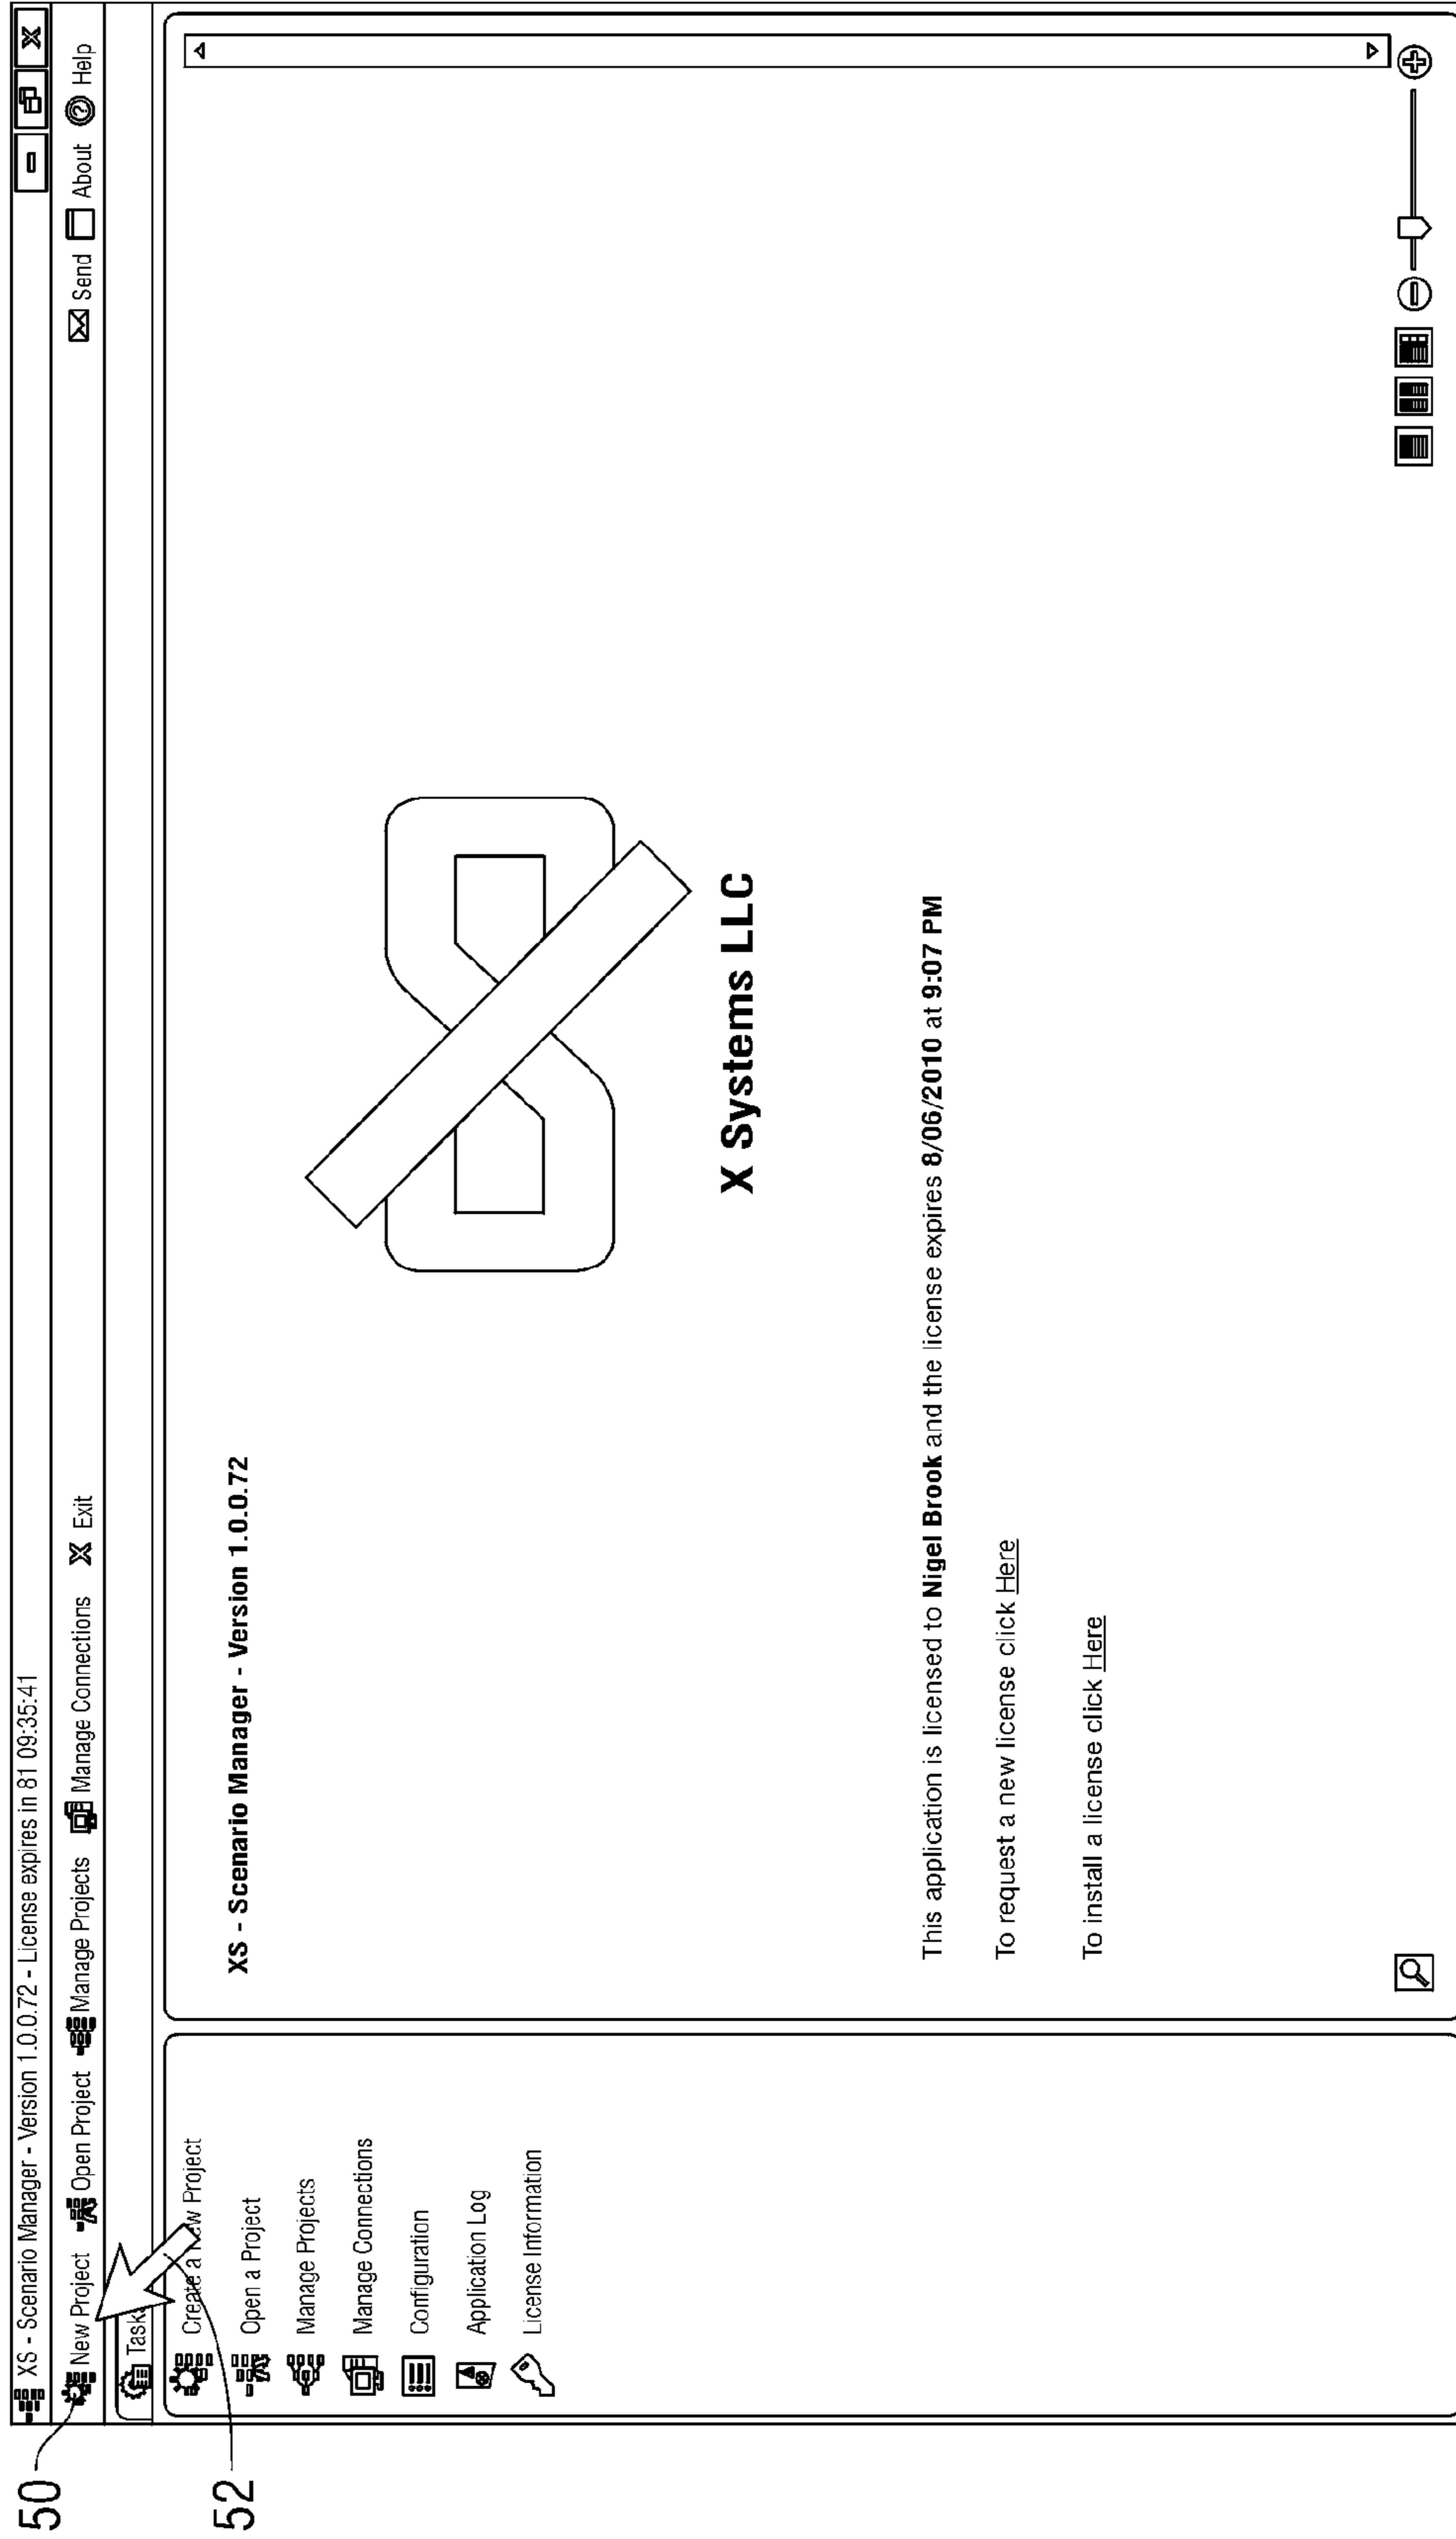 XS - Scenario Manager - Version 1.0.0.72 - License expires in 81 09:35:41
50
New Project Open Project Manage Projects Manage Connections X Exit Send About Help
Task
52
Create a New Project
Open a Project
Manage Projects
Manage Connections
Configuration
Application Log
License Information
XS - Scenario Manager - Version 1.0.0.72
X Systems LLC
This application is licensed to Nigel Brook and the license expires 8/06/2010 at 9:07 PM
To request a new license click Here
To install a license click Here